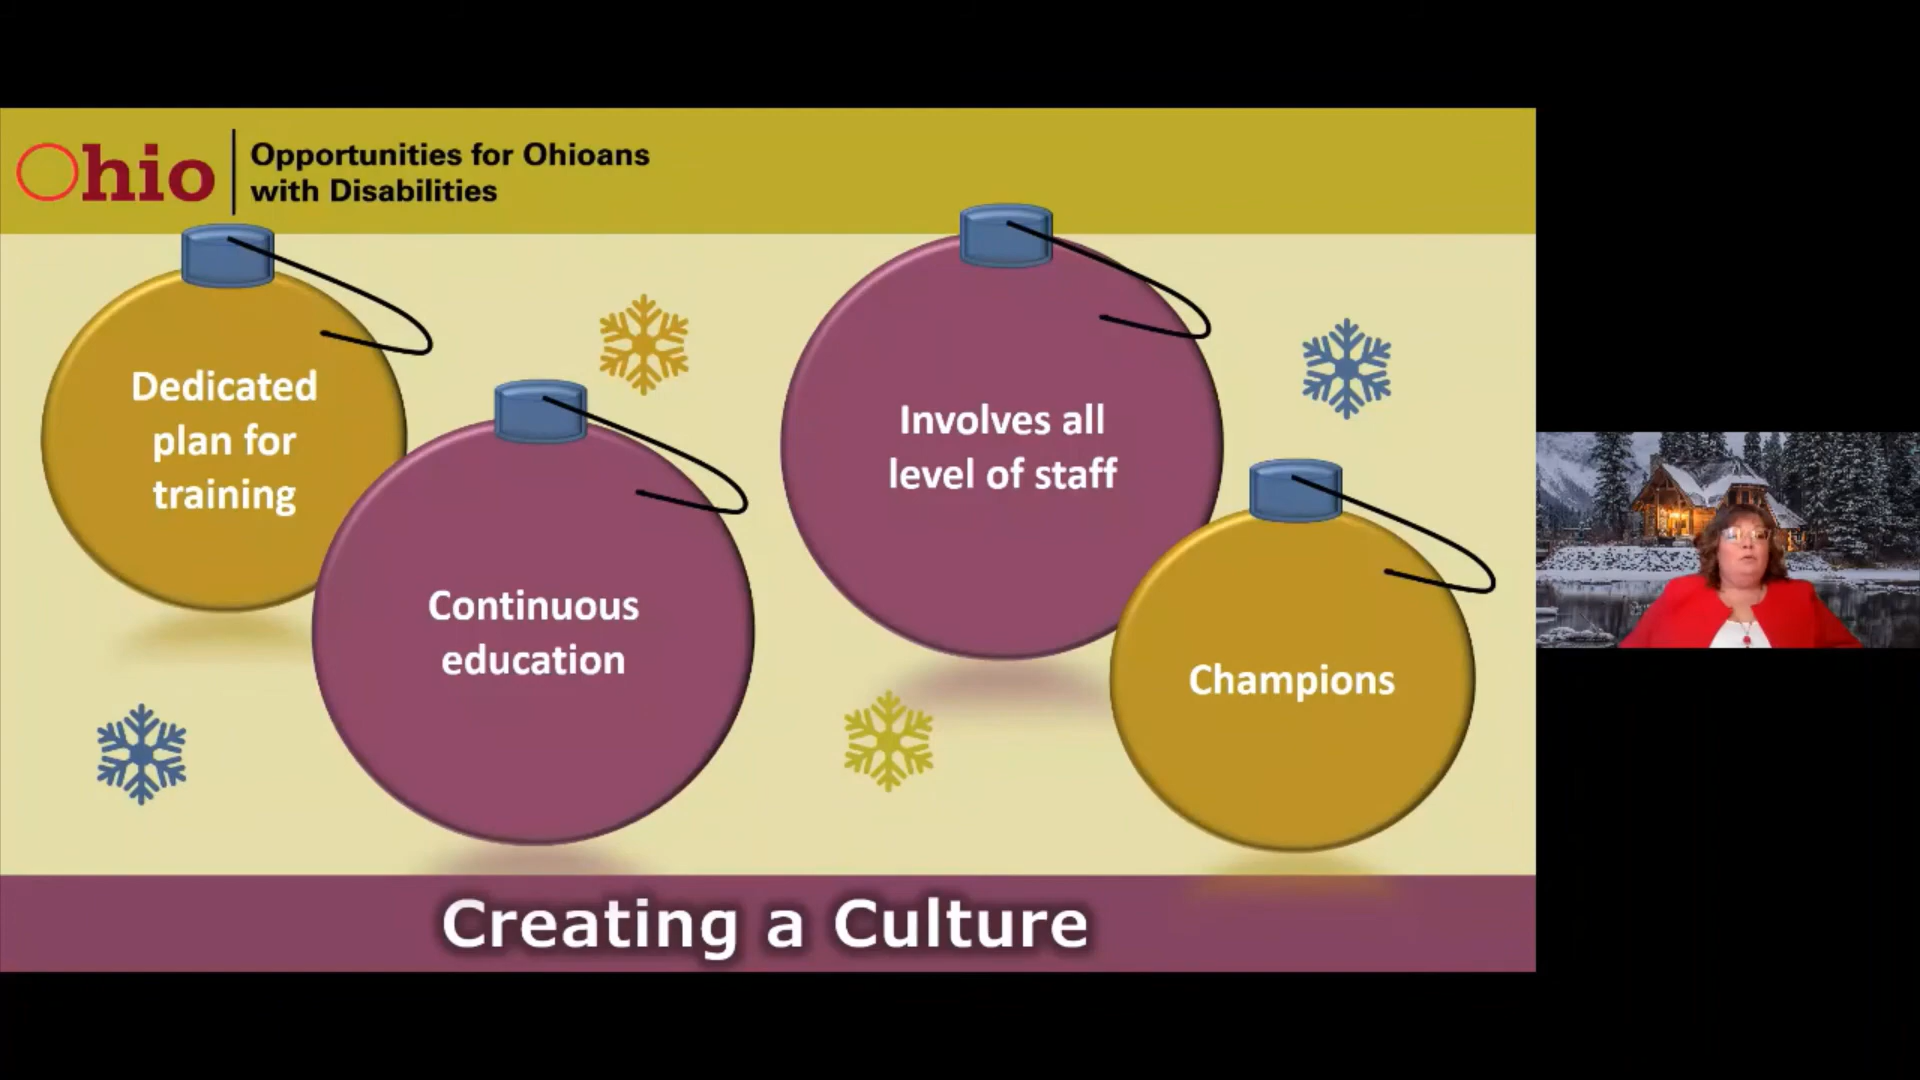 Ohio
Opportunities for Ohioans
with Disabilities
Dedicated
plan for
training
Continuous
education
Involves all
level of staff
Champions
Creating a Culture